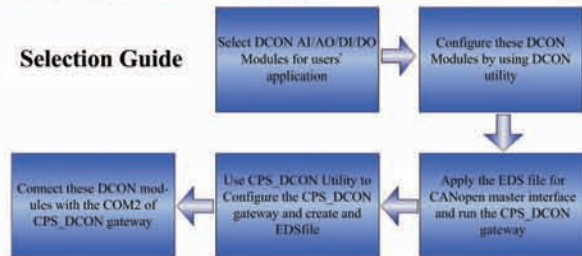 Selection Guide
Select DCON AI/AO/DI/DO
Modules for users'
application
Configure these DCON
Modules by using DCON
utility
Apply the EDS file for
CANopen master interface
and run the CPS_DCON
gateway
Use CPS_DCON Utility to
Configure the CPS_DCON
gateway and create and
EDSfile
Connect these DCON mod-
ules with the COM2 of
CPS_DCON gateway